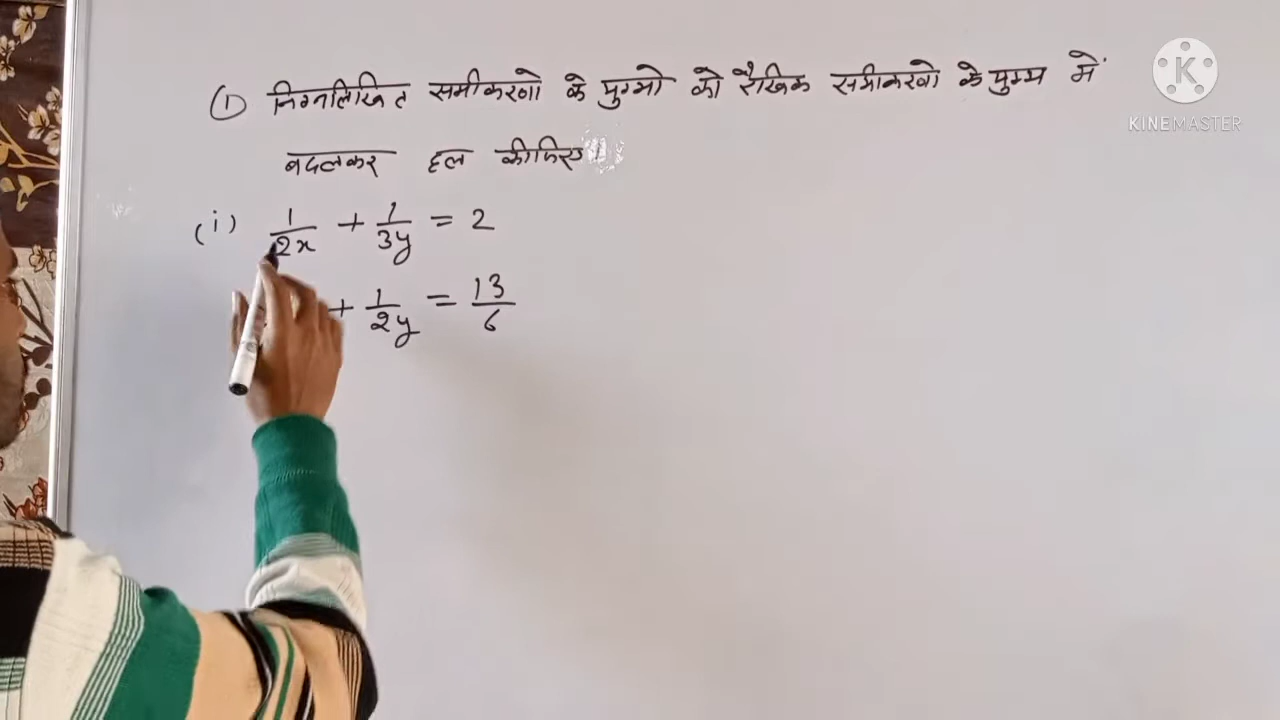 ① निम्नलिखित समीकरणो के युग्मो को रैखिक समीकरणो के युग्म में
बदलकर हल कीजिए।
(i) 1/2x + 1/3y = 2
+ 1/2y = 13/6
K
KINEMASTER